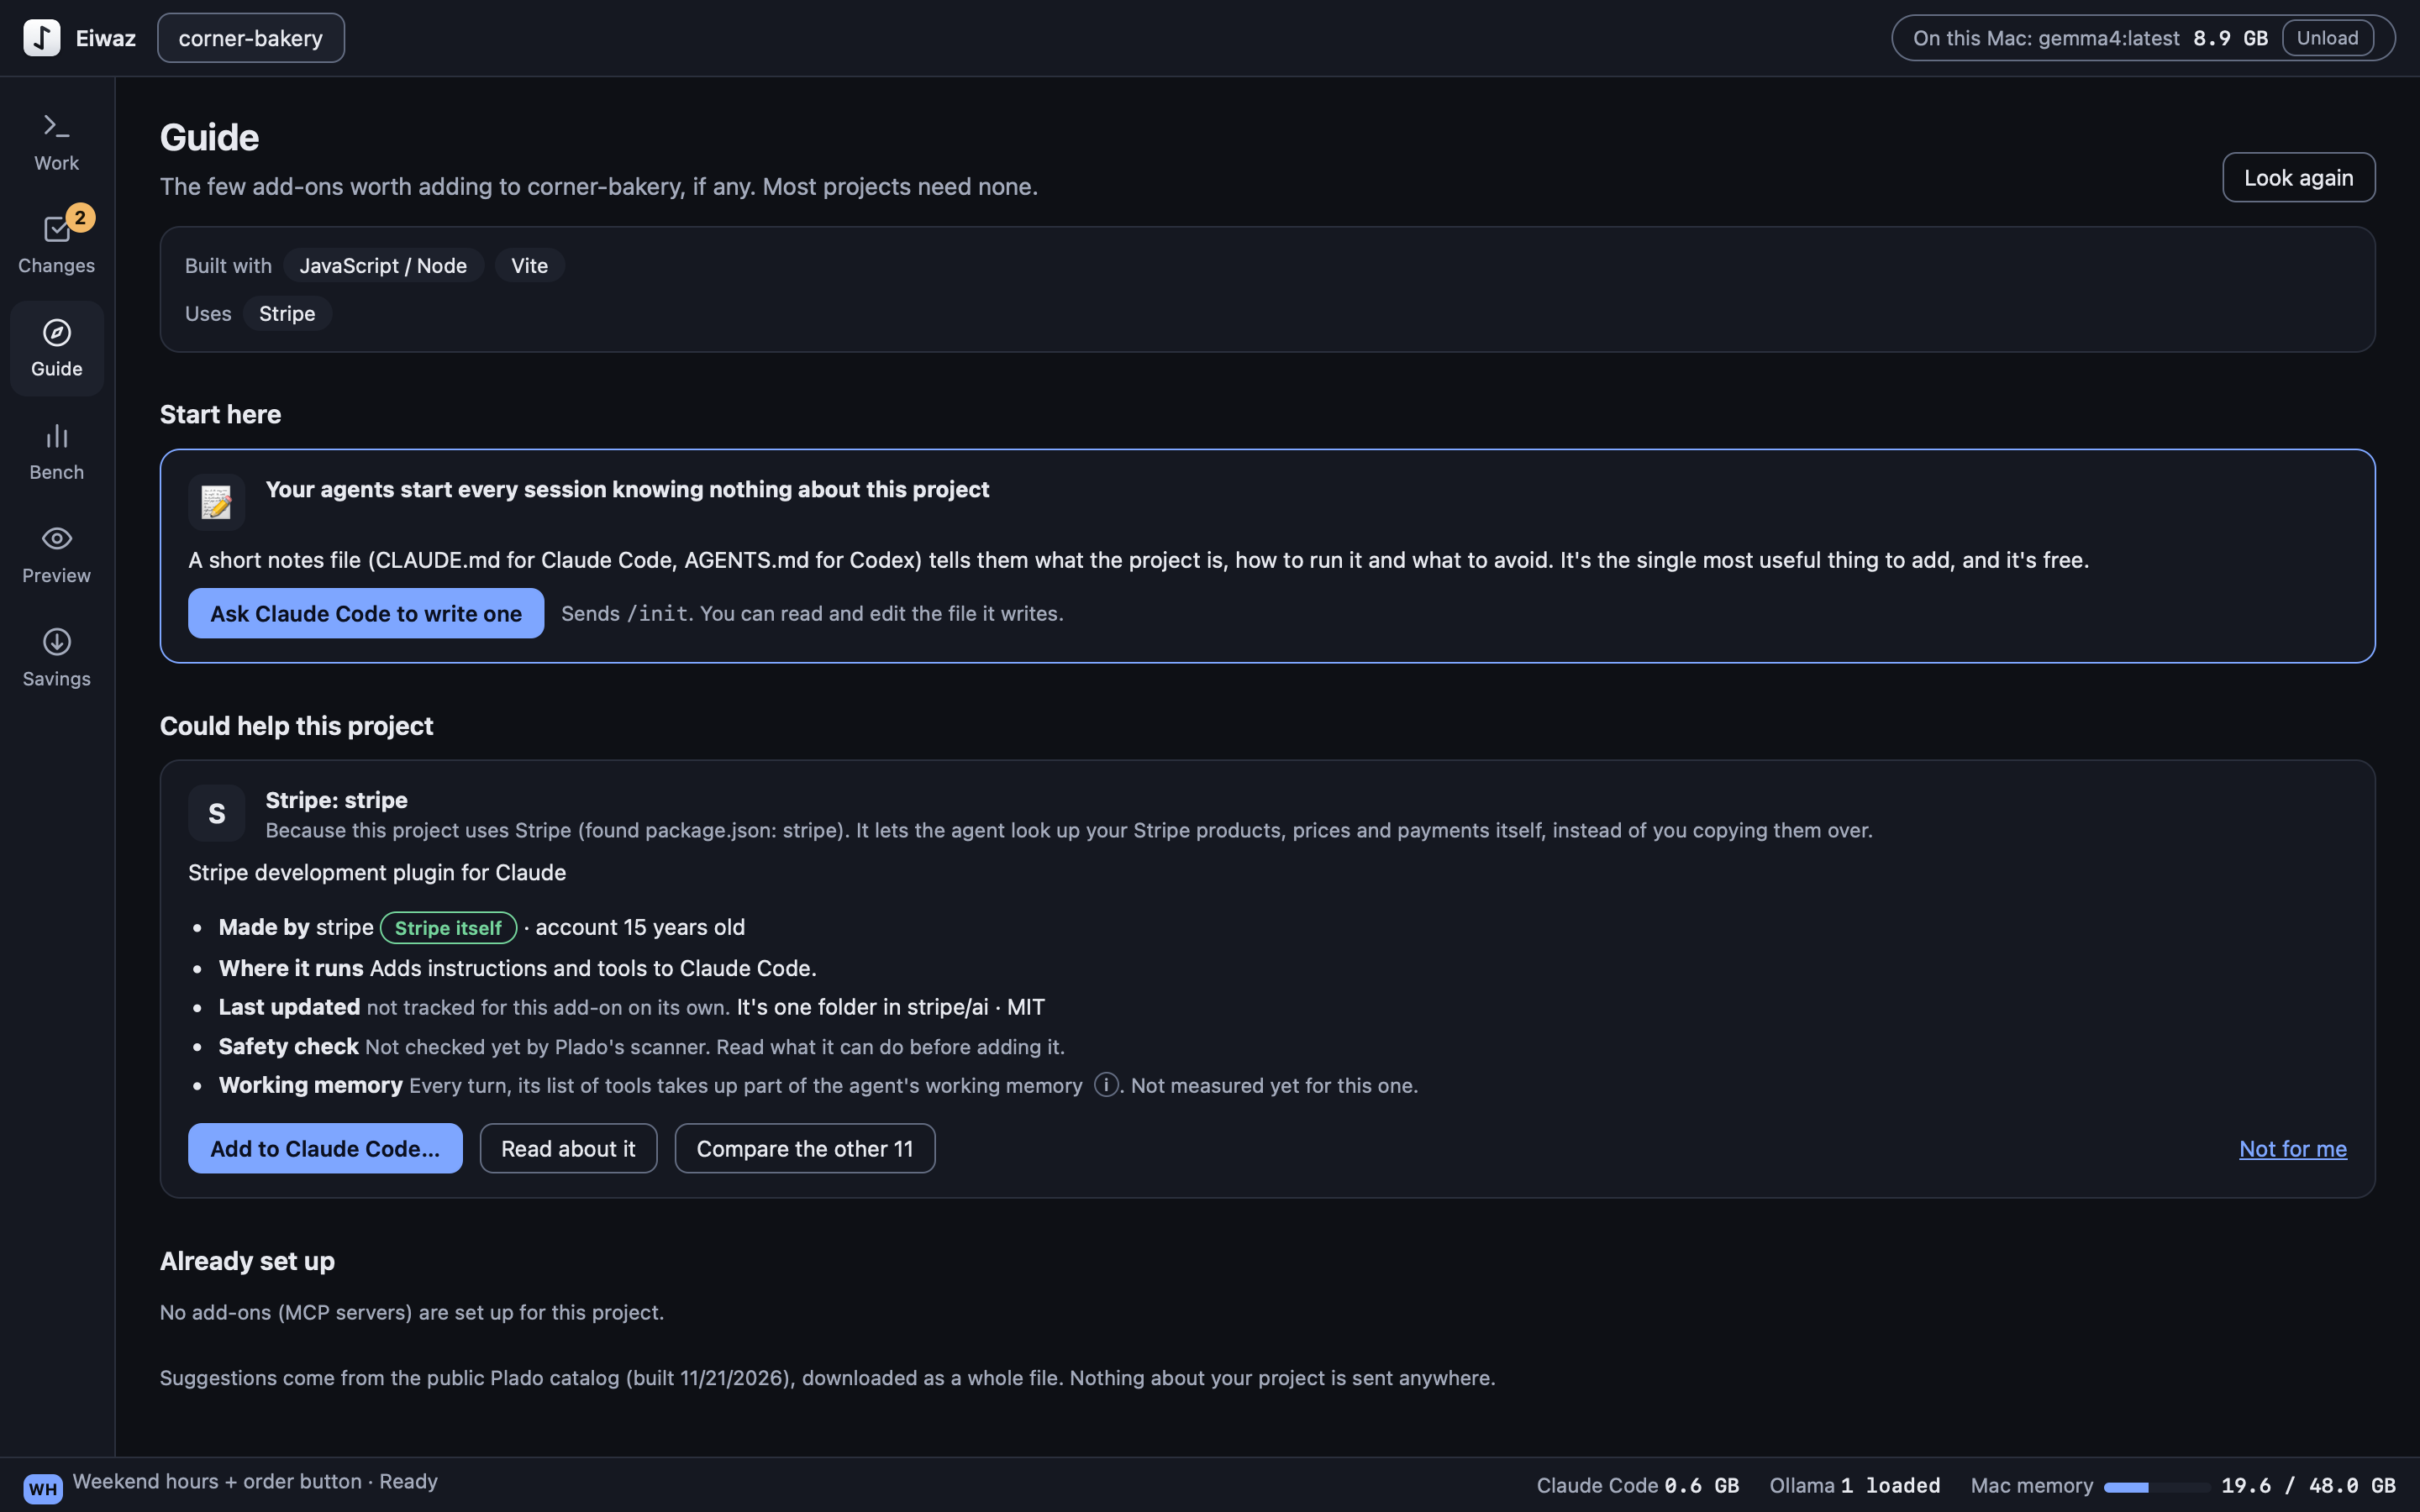 Eiwaz
corner-bakery
On this Mac: gemma4:latest 8.9 GB Unload
Work
2
Changes
Guide
Bench
Preview
Savings
Guide
The few add-ons worth adding to corner-bakery, if any. Most projects need none.
Look again
Built with JavaScript / Node Vite
Uses Stripe
Start here
Your agents start every session knowing nothing about this project
A short notes file (CLAUDE.md for Claude Code, AGENTS.md for Codex) tells them what the project is, how to run it and what to avoid. It's the single most useful thing to add, and it's free.
Ask Claude Code to write one Sends /init. You can read and edit the file it writes.
Could help this project
S
Stripe: stripe
Because this project uses Stripe (found package.json: stripe). It lets the agent look up your Stripe products, prices and payments itself, instead of you copying them over.
Stripe development plugin for Claude
• Made by stripe Stripe itself · account 15 years old
• Where it runs Adds instructions and tools to Claude Code.
• Last updated not tracked for this add-on on its own. It's one folder in stripe/ai · MIT
• Safety check Not checked yet by Plado's scanner. Read what it can do before adding it.
• Working memory Every turn, its list of tools takes up part of the agent's working memory ⓘ. Not measured yet for this one.
Add to Claude Code... Read about it Compare the other 11 Not for me
Already set up
No add-ons (MCP servers) are set up for this project.
Suggestions come from the public Plado catalog (built 11/21/2026), downloaded as a whole file. Nothing about your project is sent anywhere.
WH Weekend hours + order button · Ready
Claude Code 0.6 GB Ollama 1 loaded Mac memory 19.6 / 48.0 GB